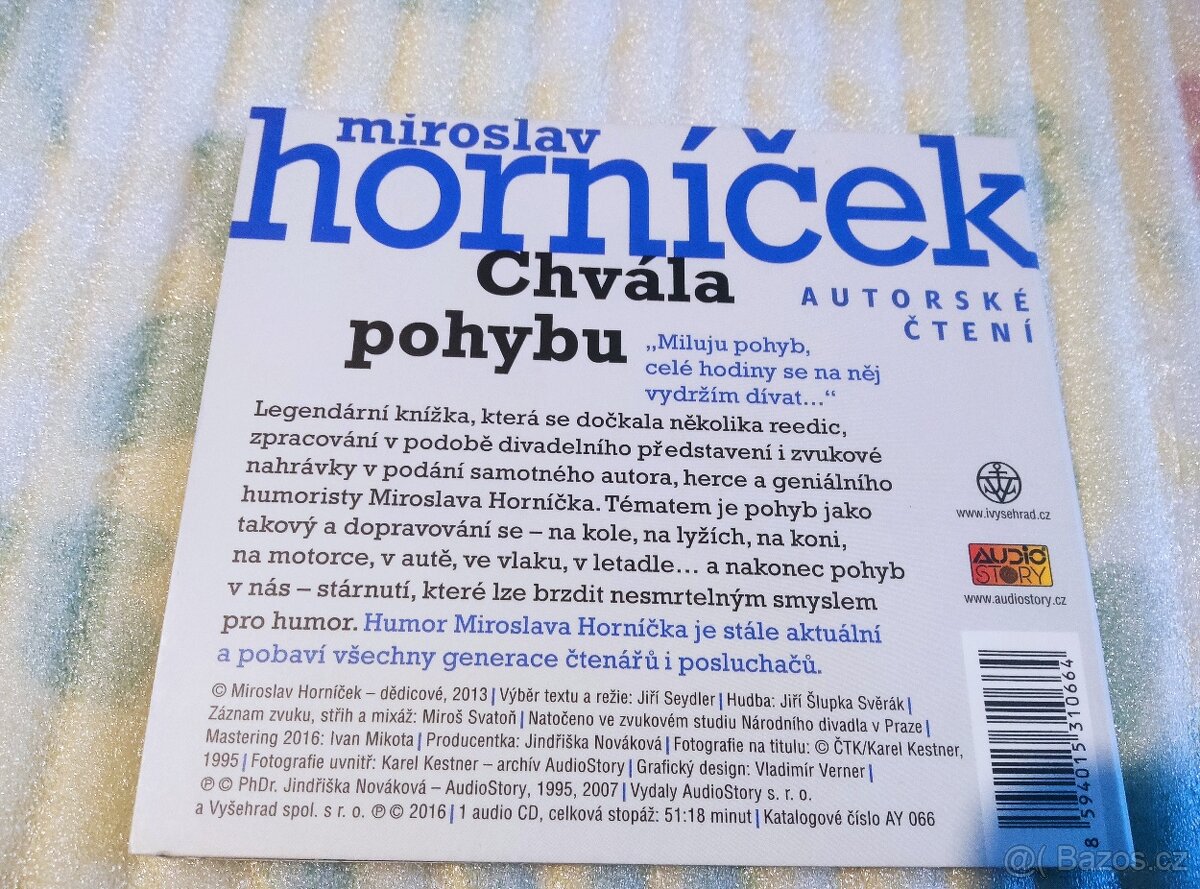 miroslav
horníček
Chvála
pohybu
AUTORSKÉ
ČTENÍ
„Miluju pohyb,
celé hodiny se na něj
vydržím dívat...“
Legendární knížka, která se dočkala několika reedic,
zpracování v podobě divadelního představení i zvukové
nahrávky v podání samotného autora, herce a geniálního
humoristy Miroslava Horníčka. Tématem je pohyb jako
takový a dopravování se – na kole, na lyžích, na koni,
na motorce, v autě, ve vlaku, v letadle... a nakonec pohyb
v nás – stárnutí, které lze brzdit nesmrtelným smyslem
pro humor. Humor Miroslava Horníčka je stále aktuální
a pobaví všechny generace čtenářů i posluchačů.
www.ivysehrad.cz
AUDIO
STORY
www.audiostory.cz
© Miroslav Horníček – dědicové, 2013 | Výběr textu a režie: Jiří Seydler | Hudba: Jiří Šlupka Svěrák |
Záznam zvuku, střih a mixáž: Miroš Svatoň | Natočeno ve zvukovém studiu Národního divadla v Praze |
Mastering 2016: Ivan Mikota | Producentka: Jindřiška Nováková | Fotografie na titulu: © ČTK/Karel Kestner,
1995 | Fotografie uvnitř: Karel Kestner – archív AudioStory | Grafický design: Vladimír Verner |
℗ © PhDr. Jindřiška Nováková – AudioStory, 1995, 2007 | Vydaly AudioStory s. r. o.
a Vyšehrad spol. s r. o. ℗ © 2016 | 1 audio CD, celková stopáž: 51:18 minut | Katalogové číslo AY 066
8 594015 310664
@( Bazos.cz